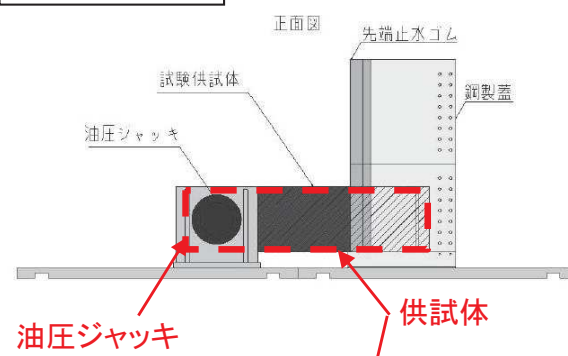 正面図
先端止水ゴム
試験供試体
鋼製蓋
油圧ジャッキ
供試体
油圧ジャッキ